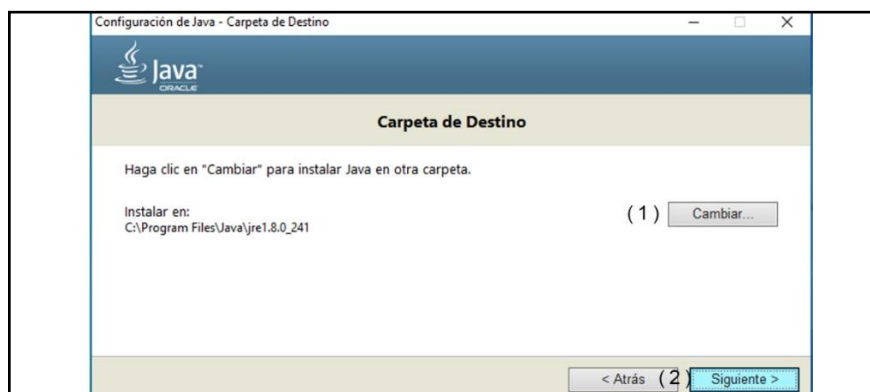 Configuración de Java - Carpeta de Destino
Java
ORACLE
Carpeta de Destino
Haga clic en "Cambiar" para instalar Java en otra carpeta.
Instalar en:
C:\Program Files\Java\jre1.8.0_241
(1) Cambiar...
< Atrás (2) Siguiente >